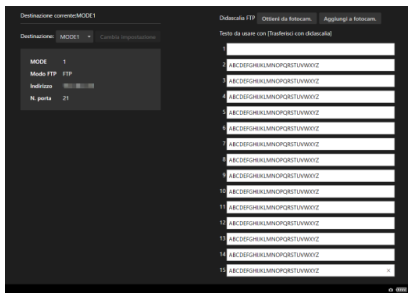 Destinazione corrente:MODE1
Destinazione: MODE1 Cambia impostazione
MODE 1
Modo FTP FTP
Indirizzo
N. porta 21
Didascalia FTP Ottieni da fotocam. Aggiungi a fotocam.
Testo da usare con [Trasferisci con didascalia]
1
2 ABCDEFGHIJKLMNOPQRSTUVWXYZ
3 ABCDEFGHIJKLMNOPQRSTUVWXYZ
4 ABCDEFGHIJKLMNOPQRSTUVWXYZ
5 ABCDEFGHIJKLMNOPQRSTUVWXYZ
6 ABCDEFGHIJKLMNOPQRSTUVWXYZ
7 ABCDEFGHIJKLMNOPQRSTUVWXYZ
8 ABCDEFGHIJKLMNOPQRSTUVWXYZ
9 ABCDEFGHIJKLMNOPQRSTUVWXYZ
10 ABCDEFGHIJKLMNOPQRSTUVWXYZ
11 ABCDEFGHIJKLMNOPQRSTUVWXYZ
12 ABCDEFGHIJKLMNOPQRSTUVWXYZ
13 ABCDEFGHIJKLMNOPQRSTUVWXYZ
14 ABCDEFGHIJKLMNOPQRSTUVWXYZ
15 ABCDEFGHIJKLMNOPQRSTUVWXYZ